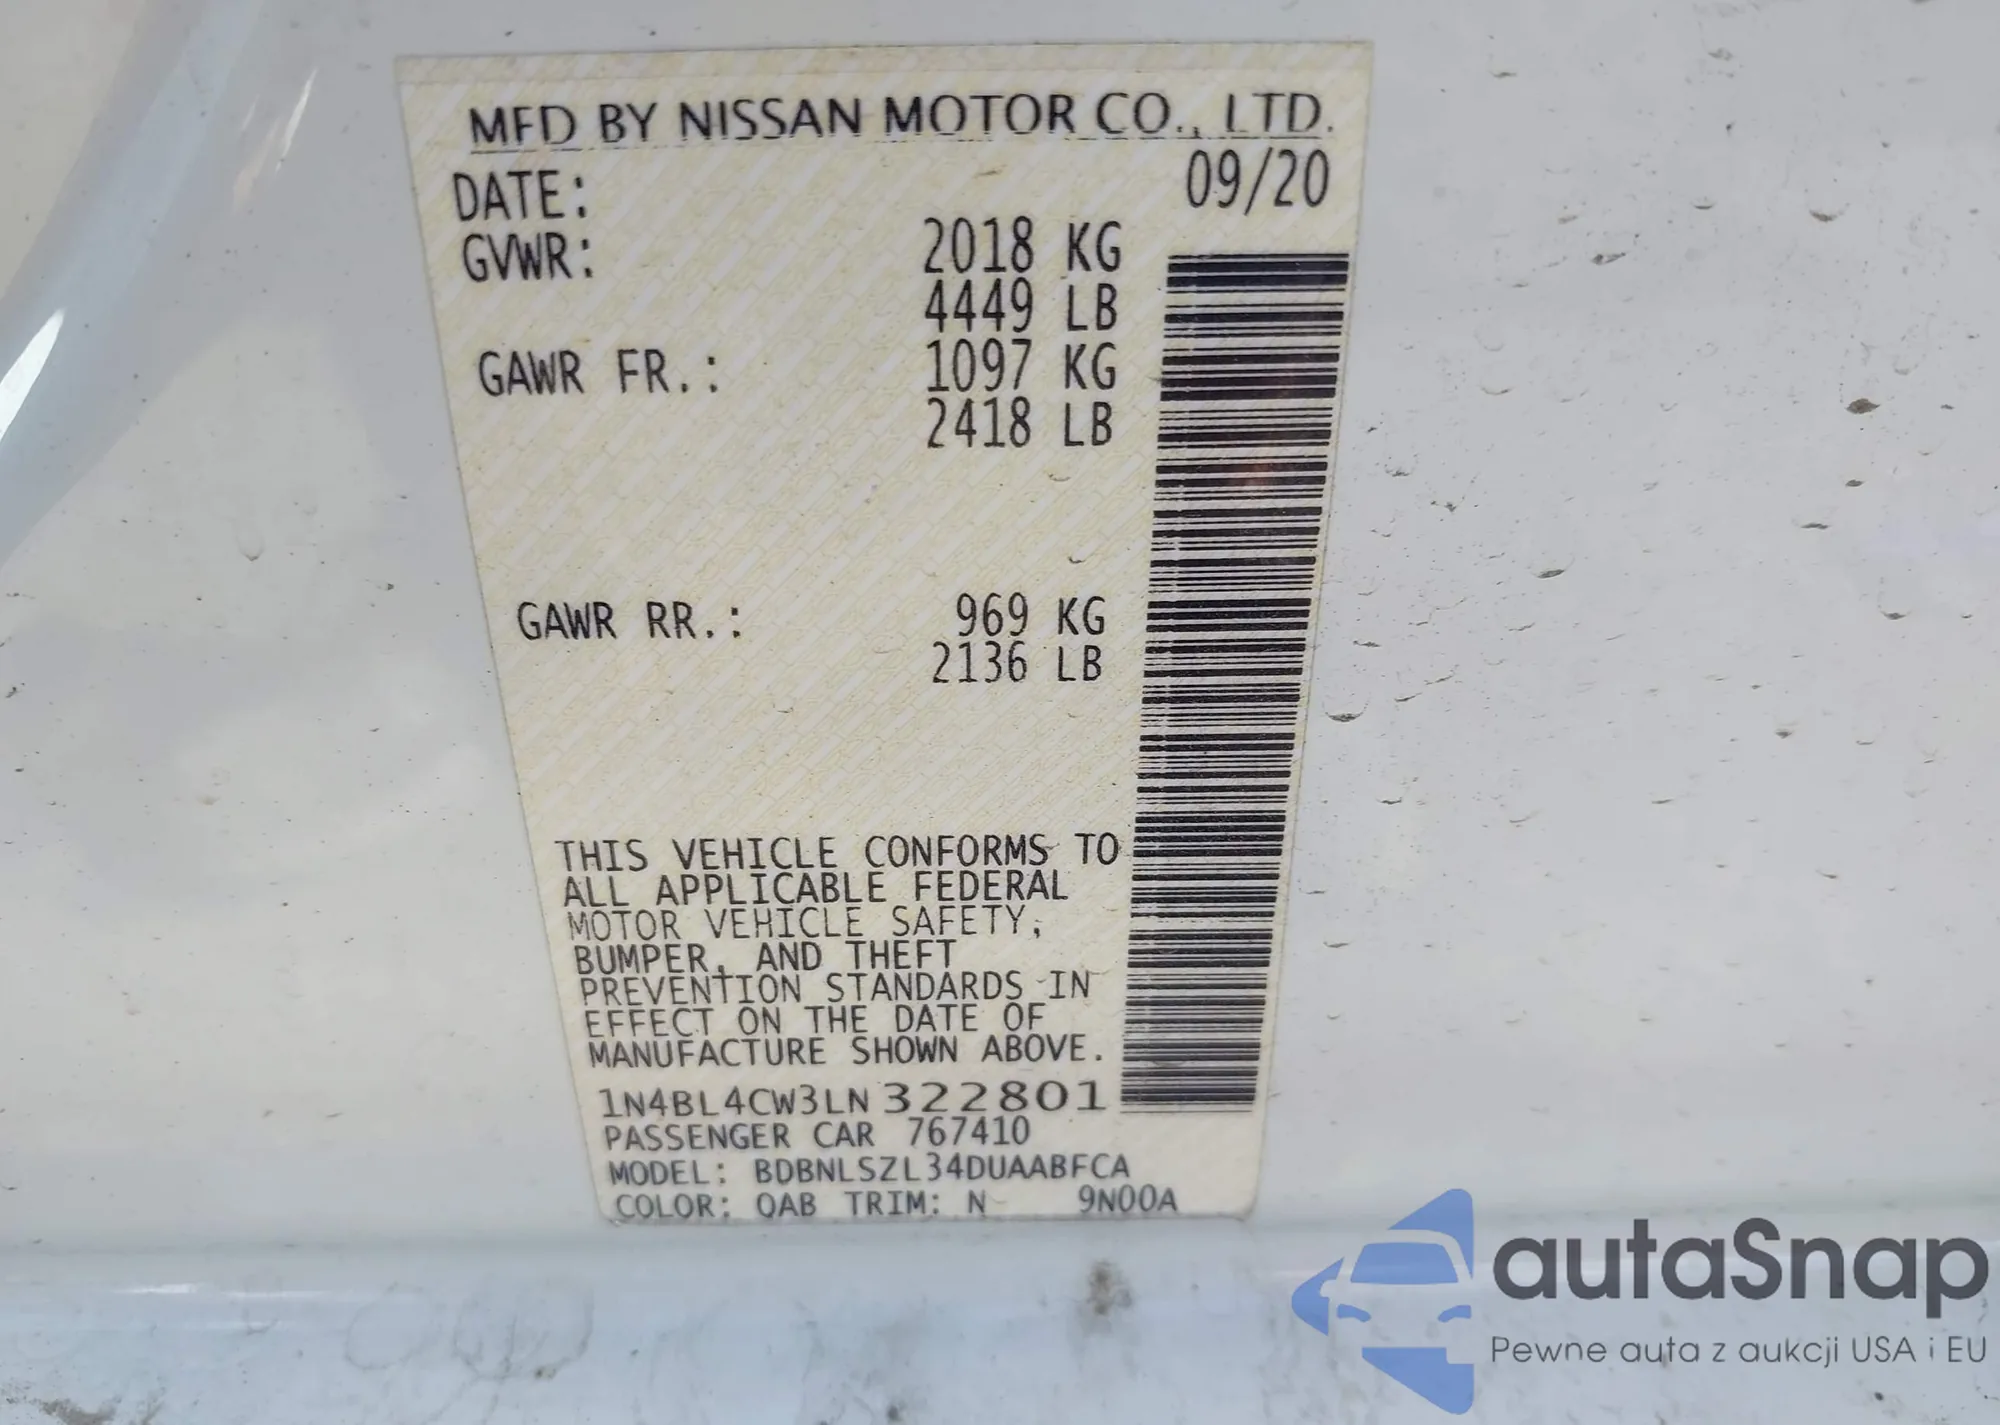 MFD BY NISSAN MOTOR CO., LTD.
DATE: 09/20
GVWR: 2018 KG
4449 LB
GAWR FR.: 1097 KG
2418 LB
GAWR RR.: 969 KG
2136 LB
THIS VEHICLE CONFORMS TO
ALL APPLICABLE FEDERAL
MOTOR VEHICLE SAFETY,
BUMPER, AND THEFT
PREVENTION STANDARDS IN
EFFECT ON THE DATE OF
MANUFACTURE SHOWN ABOVE.
1N4BL4CW3LN322801
PASSENGER CAR 767410
MODEL: BDBNLSZL34DUAABFCA
COLOR: QAB TRIM: N 9N00A
autaSnap
Pewne auta z aukcji USA i EU